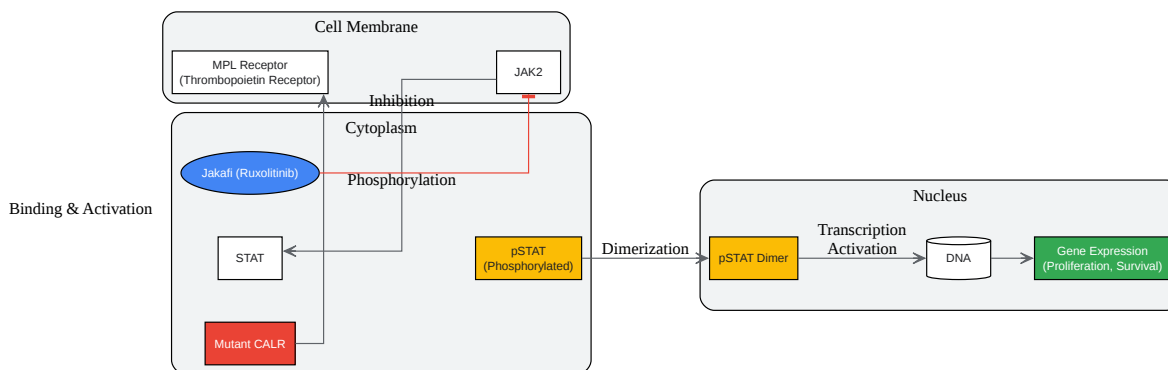 Cell Membrane
MPL Receptor
(Thrombopoietin Receptor)
JAK2
Inhibition
Cytoplasm
Jakafi (Ruxolitinib)
Phosphorylation
Binding & Activation
STAT
pSTAT
(Phosphorylated)
Mutant CALR
Dimerization
Nucleus
pSTAT Dimer
Transcription
Activation
DNA
Gene Expression
(Proliferation, Survival)